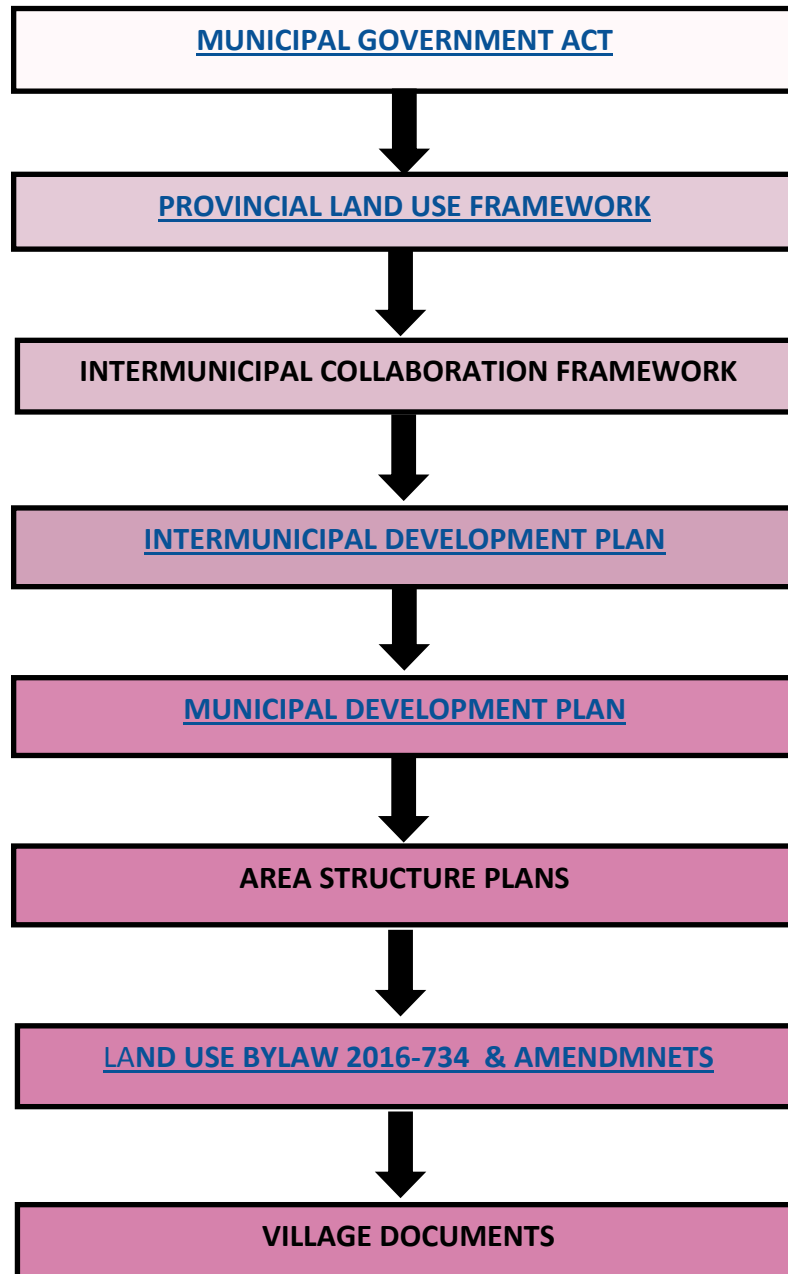 MUNICIPAL GOVERNMENT ACT
PROVINCIAL LAND USE FRAMEWORK
INTERMUNICIPAL COLLABORATION FRAMEWORK
INTERMUNICIPAL DEVELOPMENT PLAN
MUNICIPAL DEVELOPMENT PLAN
AREA STRUCTURE PLANS
LAND USE BYLAW 2016-734 & AMENDMNETS
VILLAGE DOCUMENTS